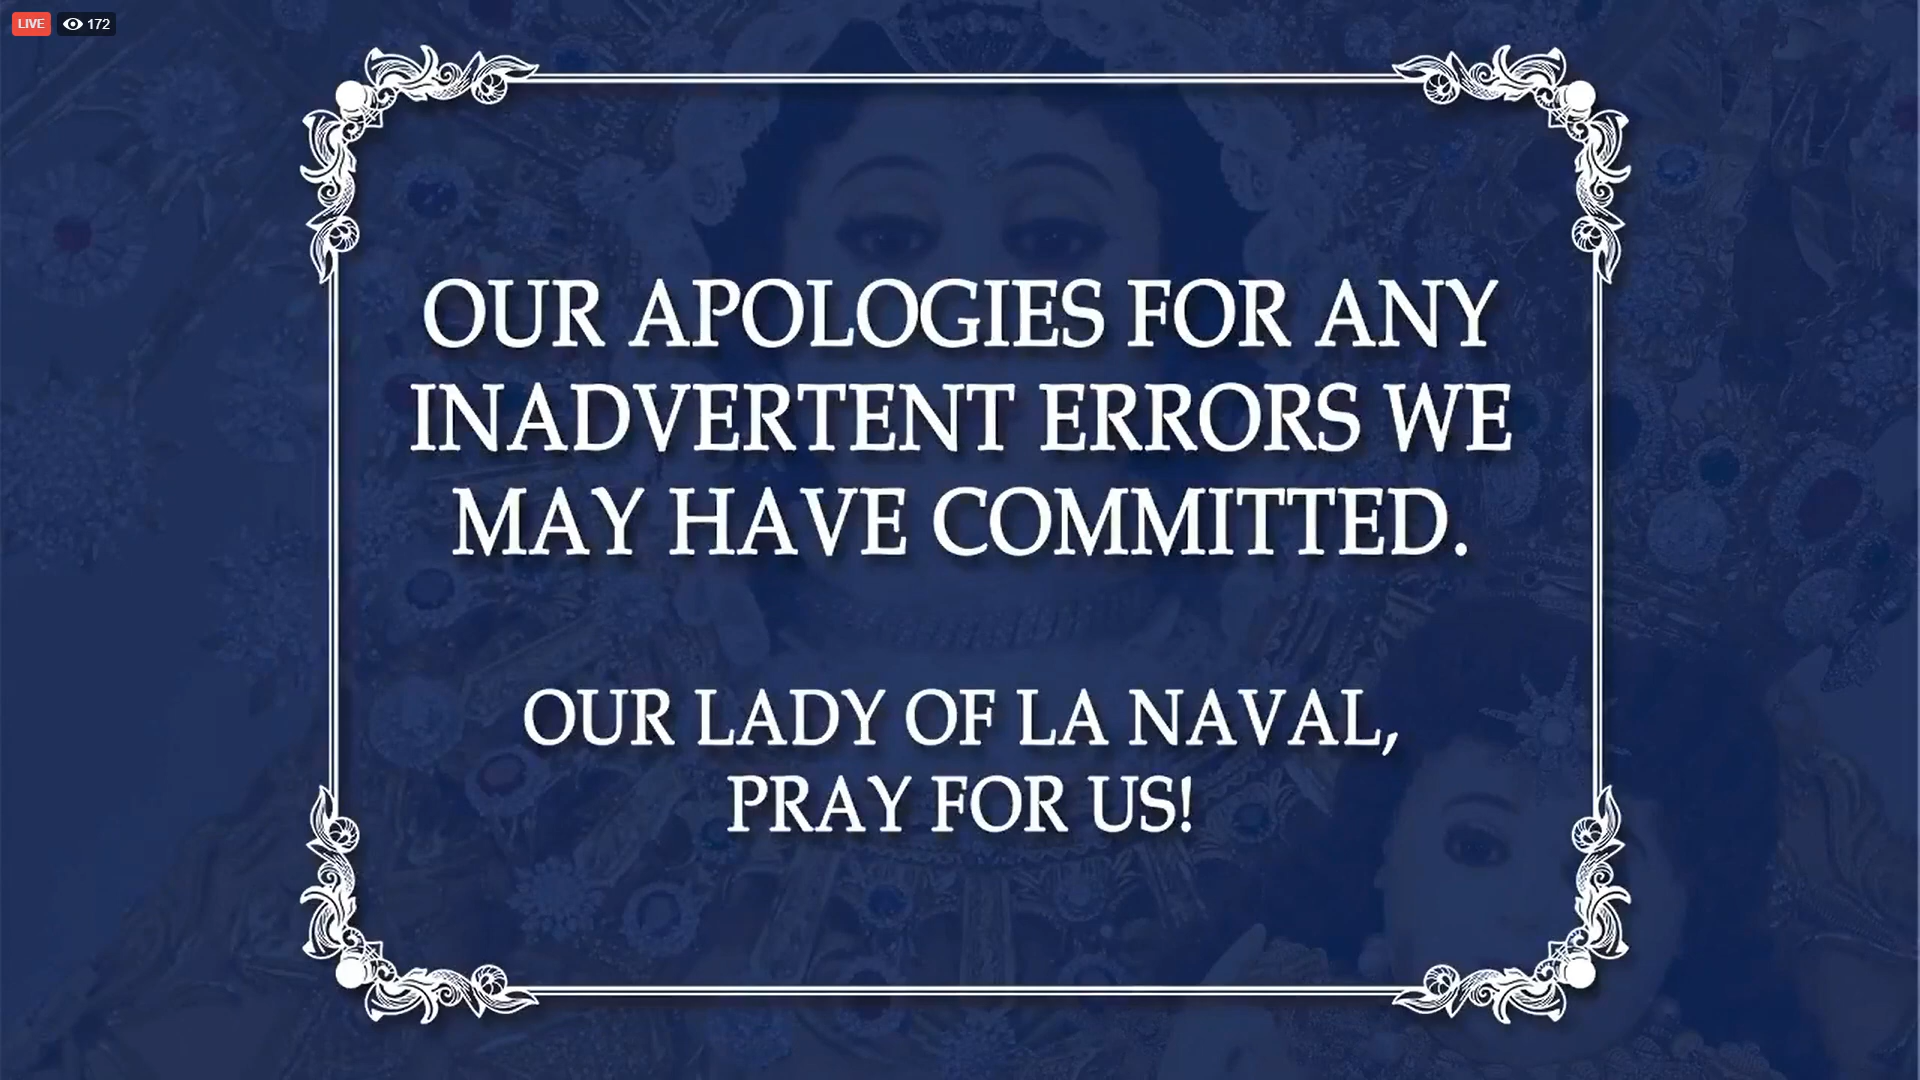 LIVE 172
OUR APOLOGIES FOR ANY
INADVERTENT ERRORS WE
MAY HAVE COMMITTED.
OUR LADY OF LA NAVAL,
PRAY FOR US!